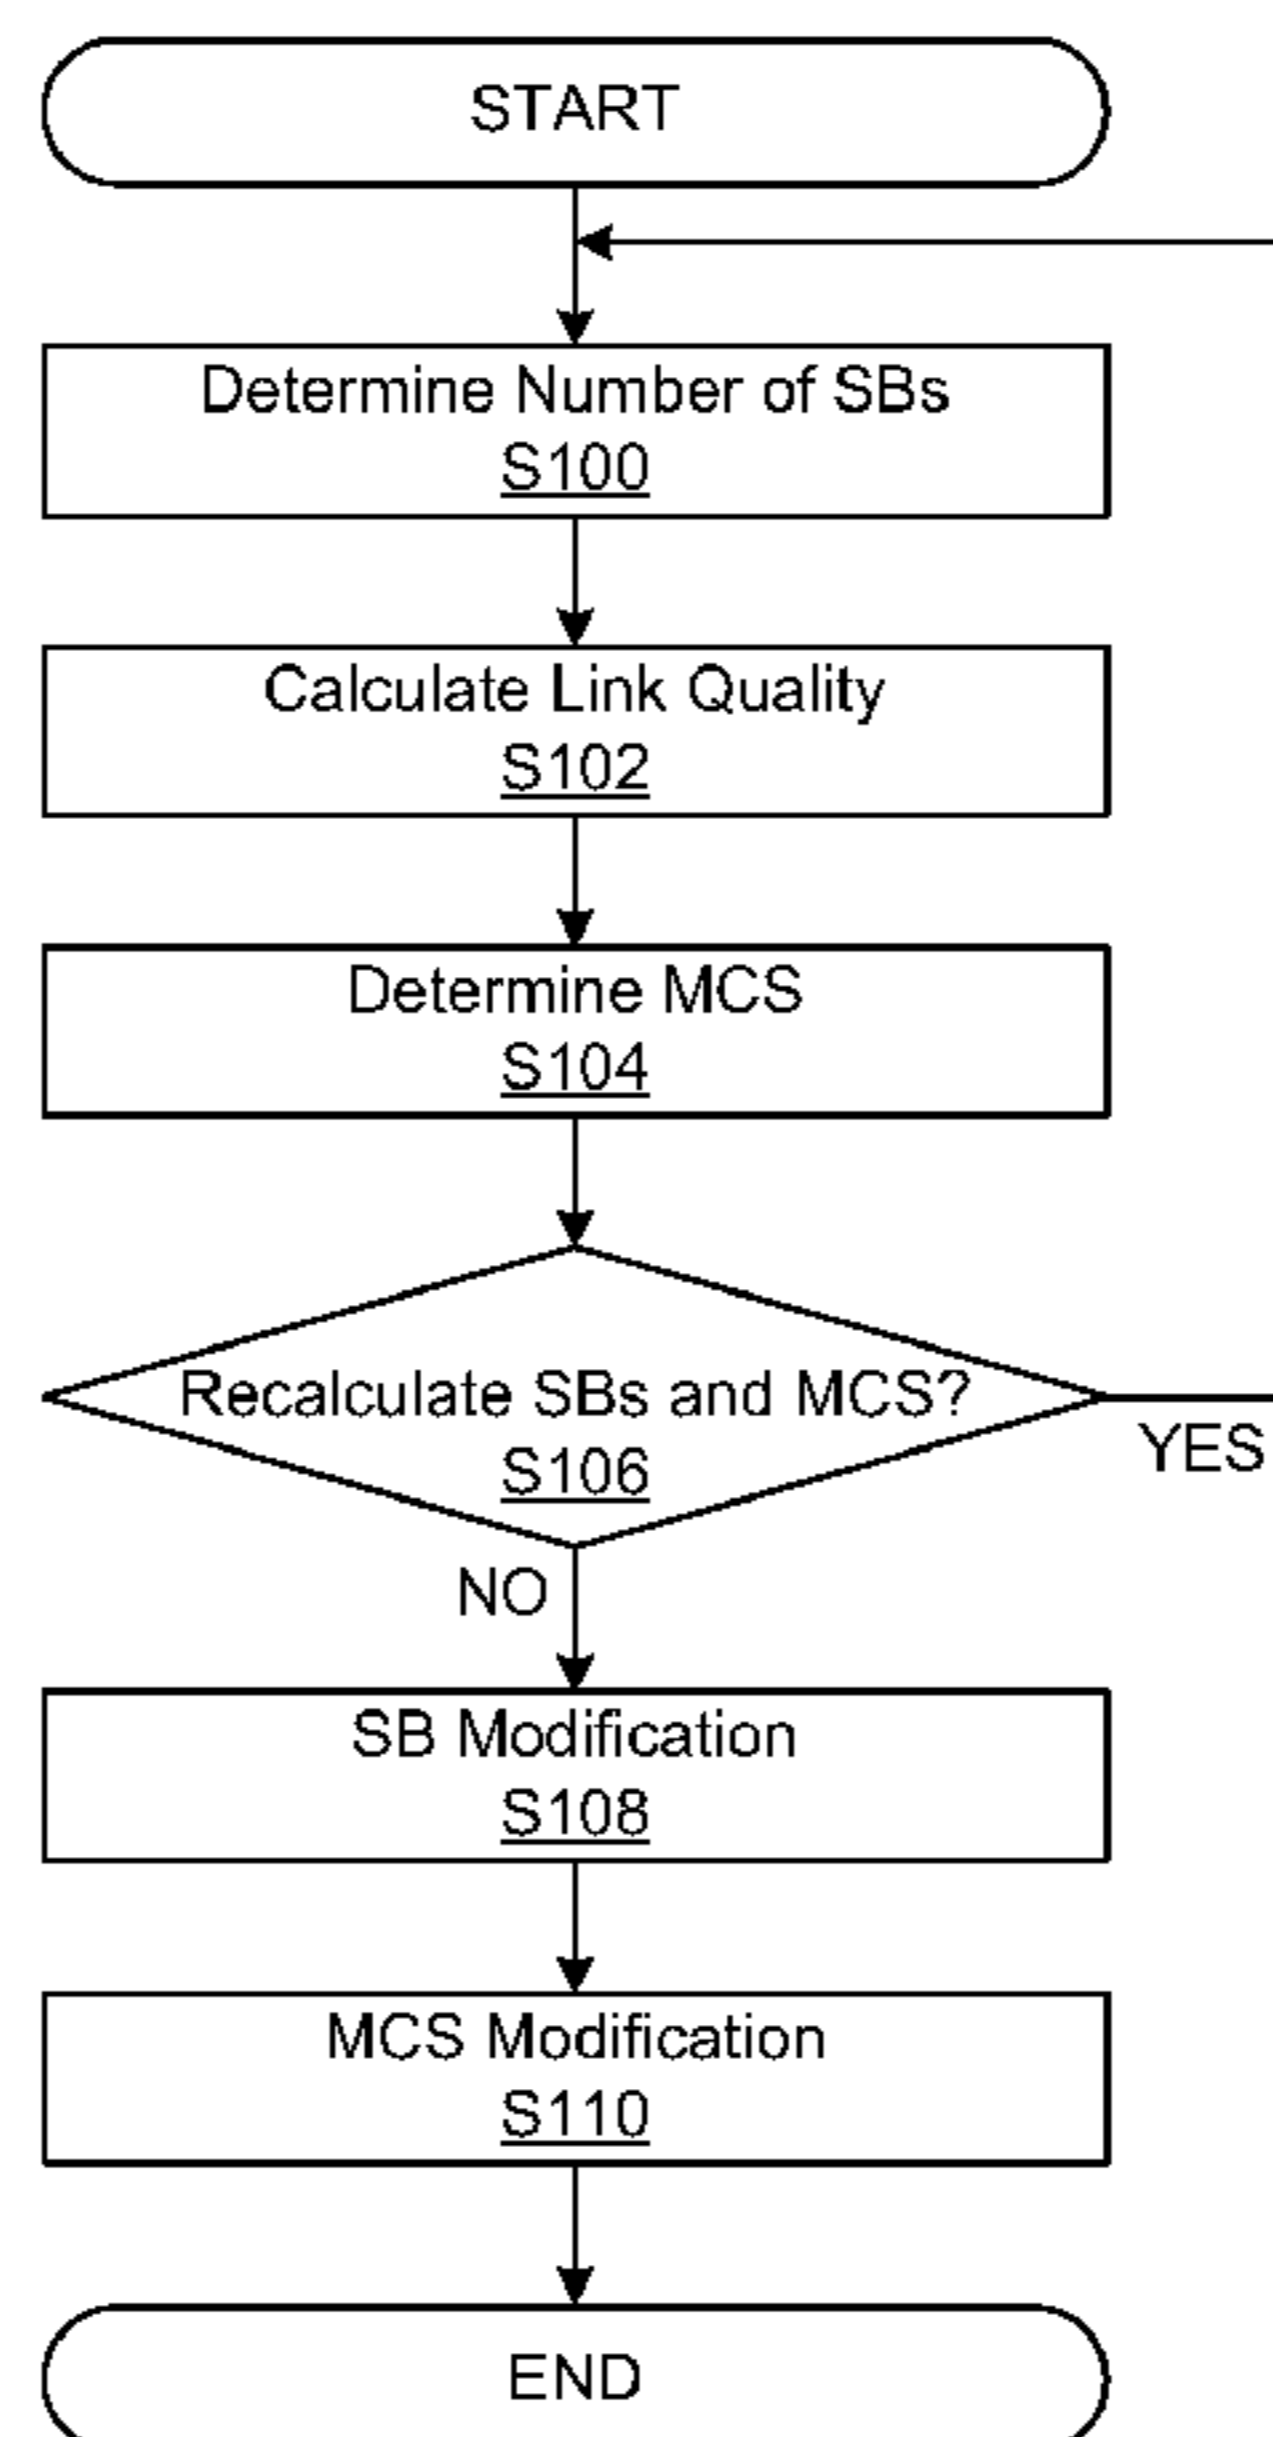 START
Determine Number of SBs
S100
Calculate Link Quality
S102
Determine MCS
S104
Recalculate SBs and MCS?
S106
YES
NO
SB Modification
S108
MCS Modification
S110
END